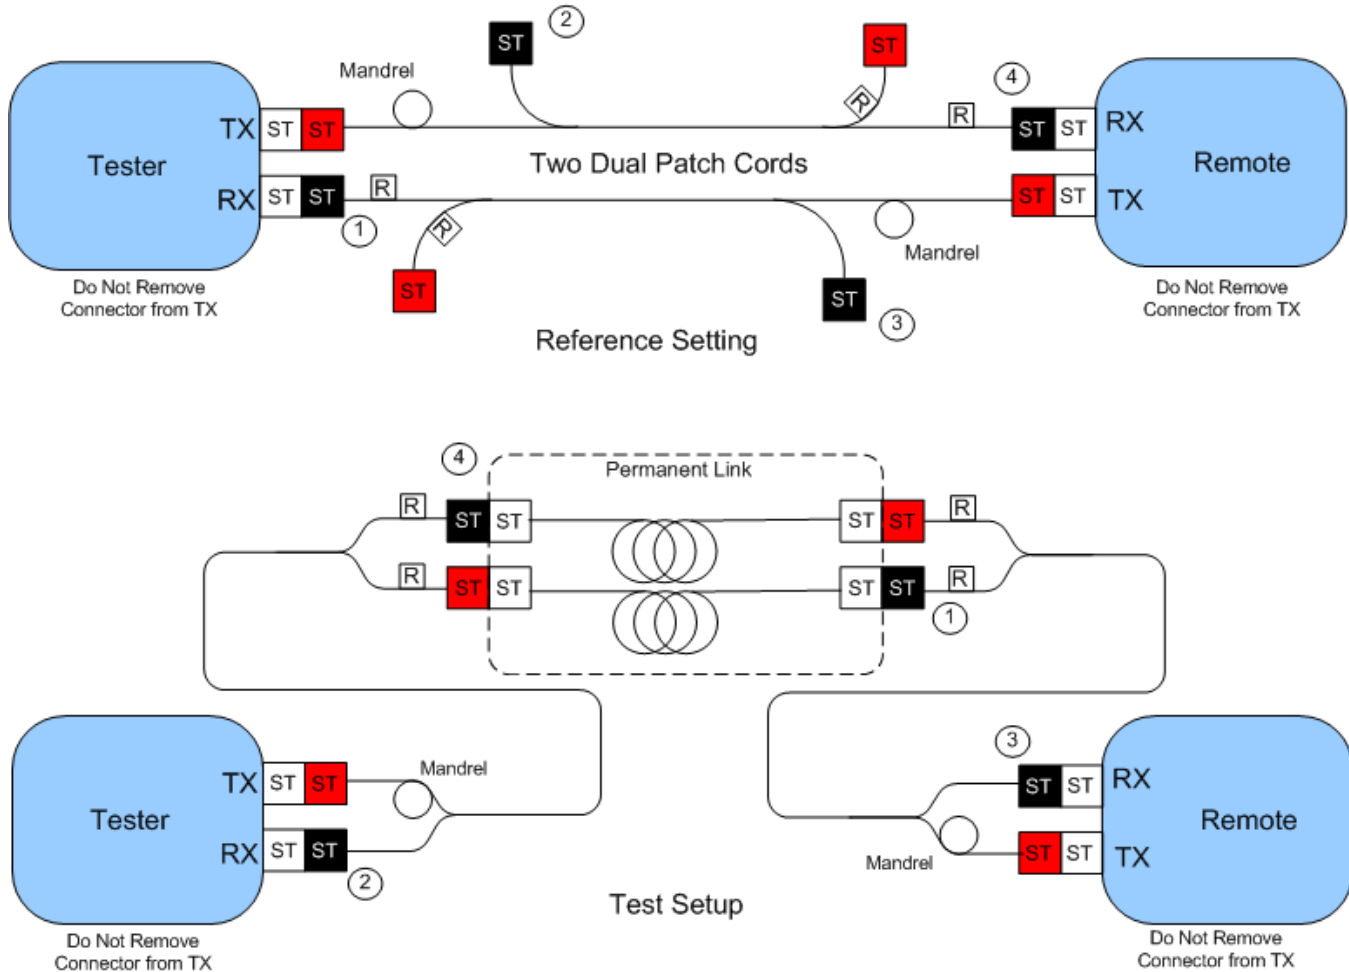 2
ST
ST
Mandrel
R
4
TX ST ST
R
ST ST RX
Tester
Two Dual Patch Cords
Remote
RX ST ST
R
ST ST TX
1
R
Mandrel
ST
ST
3
Do Not Remove
Connector from TX
Do Not Remove
Connector from TX
Reference Setting
4
Permanent Link
R
ST ST
ST ST
R
R
ST ST
ST ST
R
1
3
Mandrel
TX ST ST
ST ST RX
Tester
Remote
RX ST ST
Mandrel
ST ST TX
2
Test Setup
Do Not Remove
Connector from TX
Do Not Remove
Connector from TX